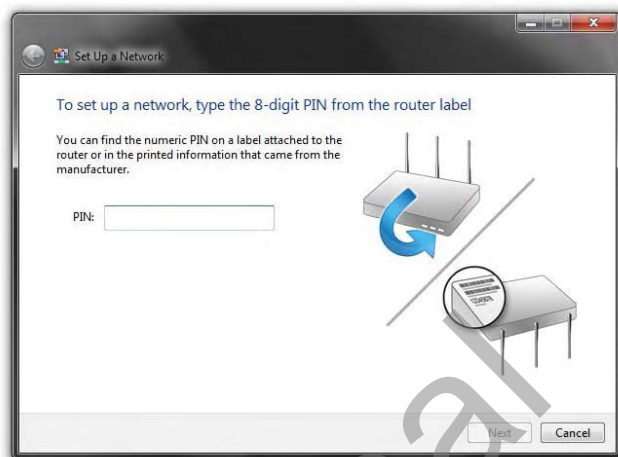 Set Up a Network
To set up a network, type the 8-digit PIN from the router label
You can find the numeric PIN on a label attached to the
router or in the printed information that came from the
manufacturer.
PIN:
12345678
Next
Cancel